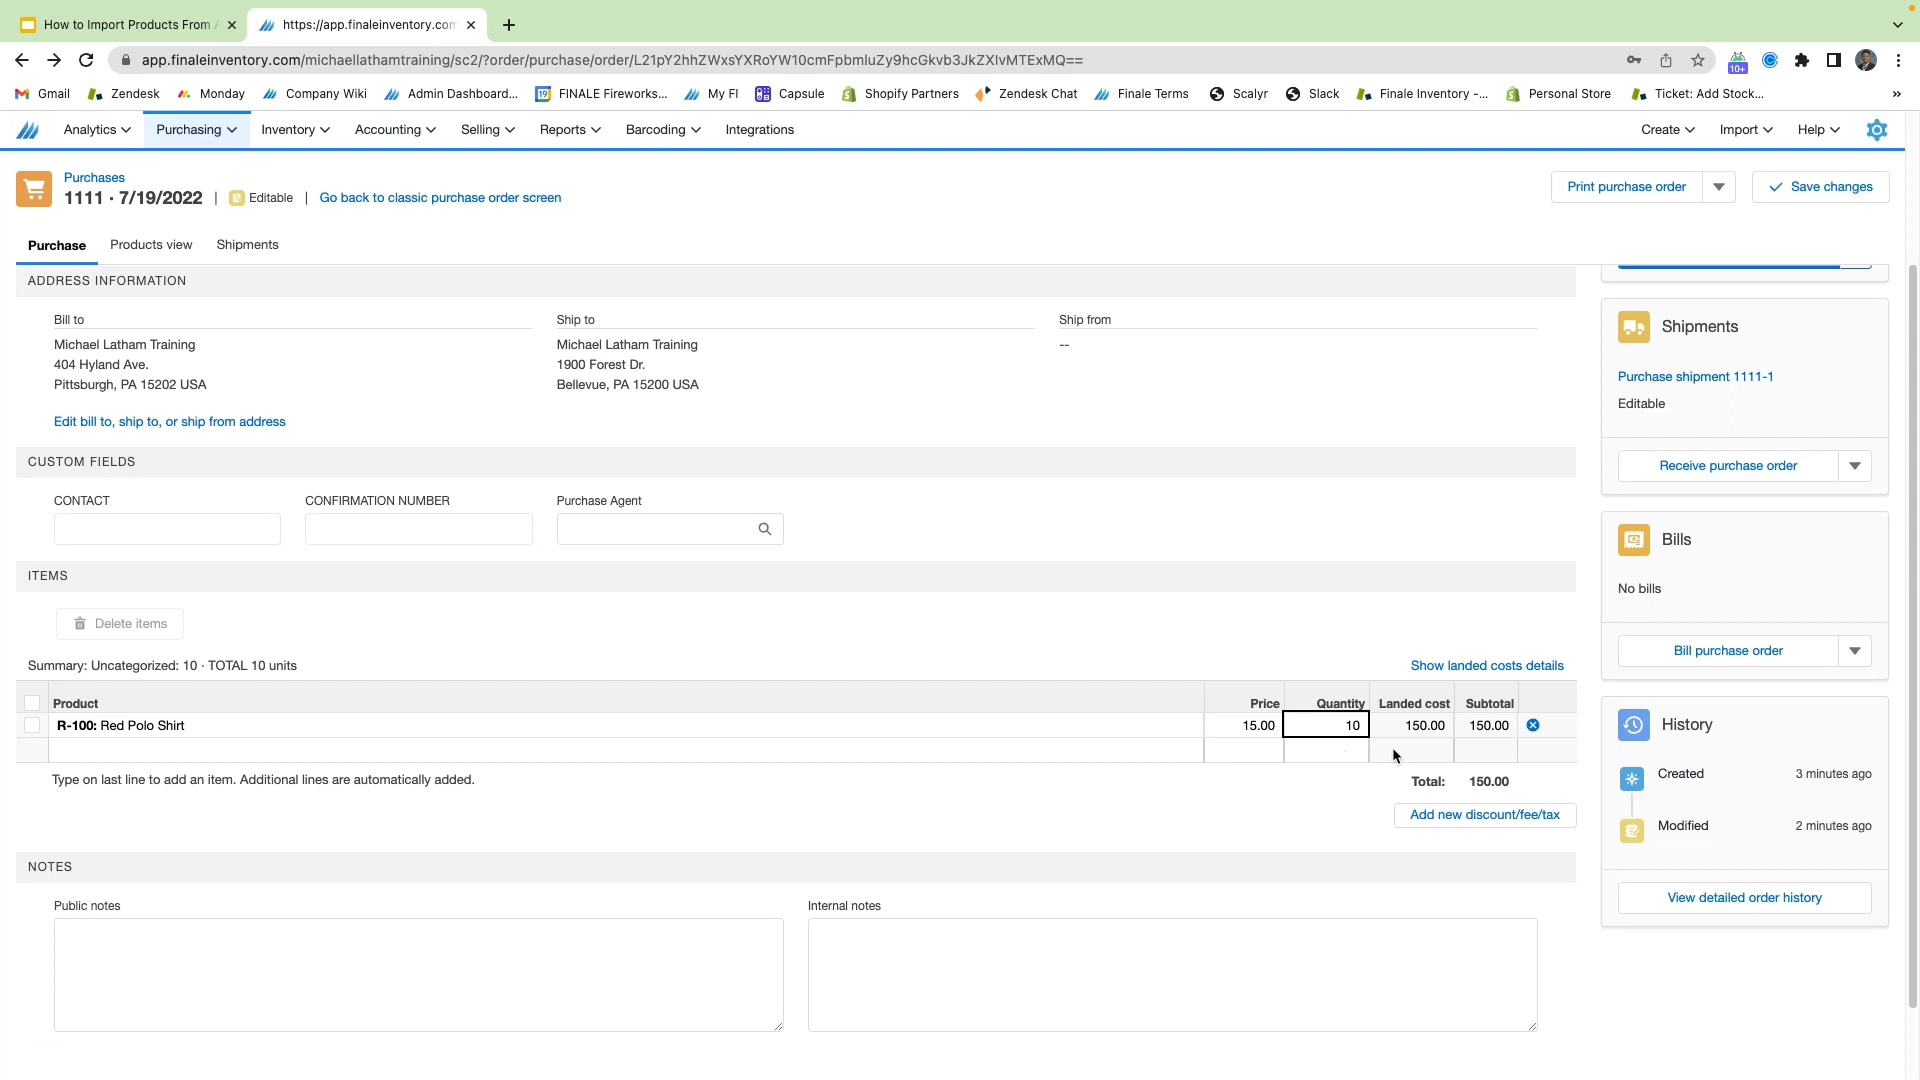 How to Import Products From A
https://app.finaleinventory.com
app.finaleinventory.com/michaellathamtraining/sc2/?order/purchase/order/L21pY2hhZWxsYXRoYW10cmFpbmluZy9hcGkvb3JkZXIvMTExMQ==
10+
Gmail
Zendesk
Monday
Company Wiki
Admin Dashboard...
19
FINALE Fireworks...
My FI
Capsule
Shopify Partners
Zendesk Chat
Finale Terms
Scalyr
Slack
Finale Inventory -...
Personal Store
Ticket: Add Stock...
»
Analytics
Purchasing
Inventory
Accounting
Selling
Reports
Barcoding
Integrations
Create
Import
Help
Purchases
1111 · 7/19/2022 | Editable | Go back to classic purchase order screen
Print purchase order
Save changes
Purchase
Products view
Shipments
ADDRESS INFORMATION
Bill to
Michael Latham Training
404 Hyland Ave.
Pittsburgh, PA 15202 USA
Ship to
Michael Latham Training
1900 Forest Dr.
Bellevue, PA 15200 USA
Ship from
--
Edit bill to, ship to, or ship from address
CUSTOM FIELDS
CONTACT
CONFIRMATION NUMBER
Purchase Agent
ITEMS
Delete items
Summary: Uncategorized: 10 · TOTAL 10 units
Show landed costs details
Product Price Quantity Landed cost Subtotal
R-100: Red Polo Shirt 15.00 10 150.00 150.00
Type on last line to add an item. Additional lines are automatically added.
Total: 150.00
Add new discount/fee/tax
NOTES
Public notes
Internal notes
Shipments
Purchase shipment 1111-1
Editable
Receive purchase order
Bills
No bills
Bill purchase order
History
Created 3 minutes ago
Modified 2 minutes ago
View detailed order history